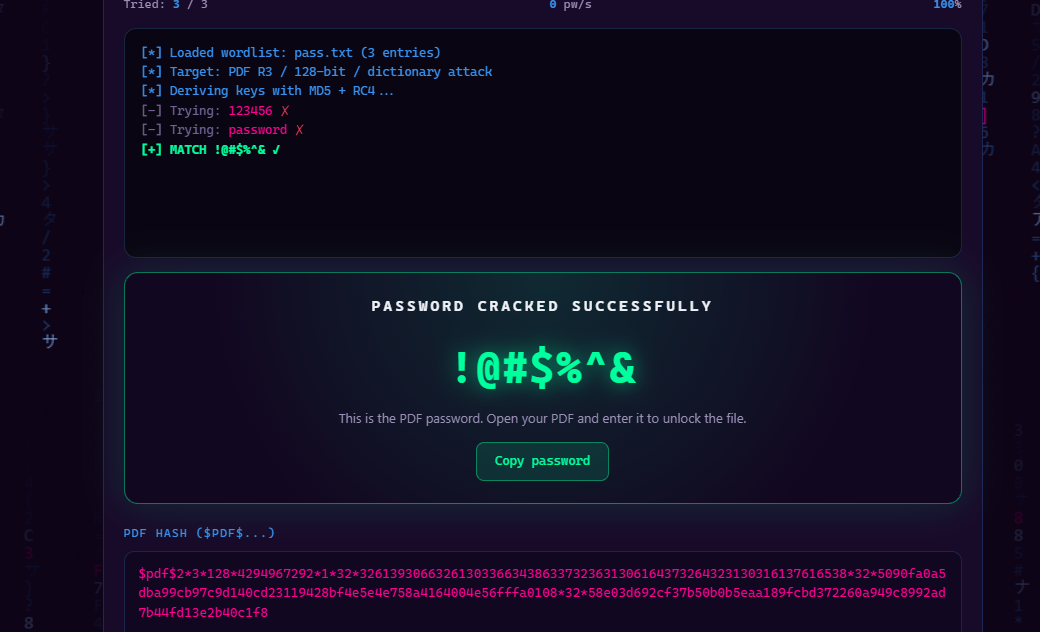 Tried: 3 / 3
0 pw/s
100%
[*] Loaded wordlist: pass.txt (3 entries)
[*] Target: PDF R3 / 128-bit / dictionary attack
[*] Deriving keys with MD5 + RC4...
[-] Trying: 123456 ✗
[-] Trying: password ✗
[+] MATCH !@#$%^& ✓
PASSWORD CRACKED SUCCESSFULLY
!@#$%^&
This is the PDF password. Open your PDF and enter it to unlock the file.
Copy password
PDF HASH ($PDF$...)
$pdf$2*3*128*4294967292*1*32*3261393066326130336634386337323631306164373264323130316137616538*32*5090fa0a5
dba99cb97c9d140cd23119428bf4e5e4e758a4164004e56fffa0108*32*58e03d692cf37b50b0b5eaa189fcbd372260a949c8992ad
7b44fd13e2b40c1f8